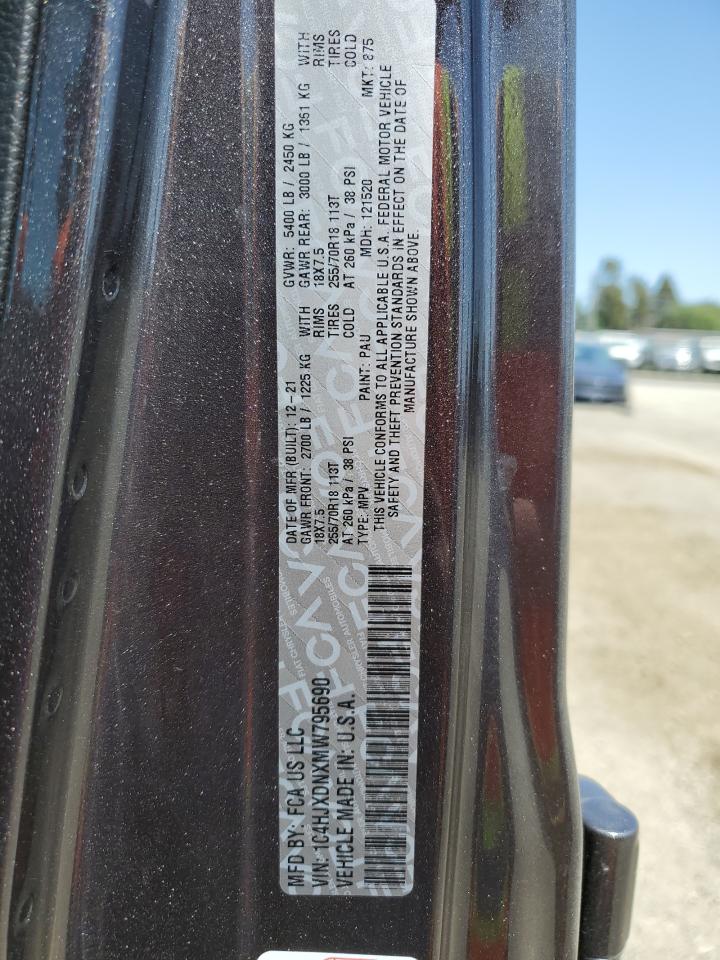 MFD BY: FCA US LLC
DATE OF MFR (BUILT): 12-21
GVWR: 5400 LB / 2450 KG
VIN: 1C4HJXDNXMW795690
GAWR FRONT: 2700 LB / 1225 KG WITH
GAWR REAR: 3000 LB / 1351 KG WITH
18X7.5 RIMS
18X7.5 RIMS
VEHICLE MADE IN: U.S.A.
255/70R18 113T TIRES
255/70R18 113T TIRES
AT 260 kPa / 38 PSI COLD
AT 260 kPa / 38 PSI COLD
TYPE: MPV PAINT: PAU MDH: 121520 MKT: 875
THIS VEHICLE CONFORMS TO ALL APPLICABLE U.S.A. FEDERAL MOTOR VEHICLE
SAFETY AND THEFT PREVENTION STANDARDS IN EFFECT ON THE DATE OF
MANUFACTURE SHOWN ABOVE.